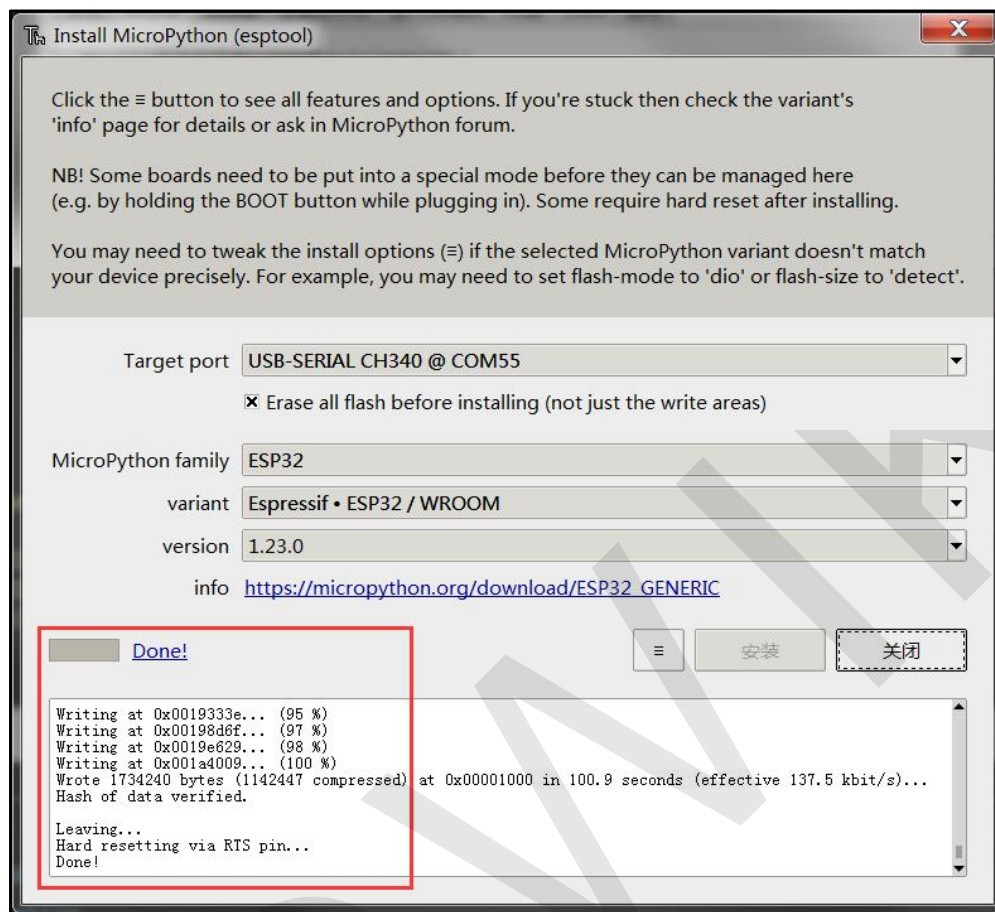 Install MicroPython (esptool)
Click the ≡ button to see all features and options. If you're stuck then check the variant's
'info' page for details or ask in MicroPython forum.
NB! Some boards need to be put into a special mode before they can be managed here
(e.g. by holding the BOOT button while plugging in). Some require hard reset after installing.
You may need to tweak the install options (≡) if the selected MicroPython variant doesn't match
your device precisely. For example, you may need to set flash-mode to 'dio' or flash-size to 'detect'.
Target port USB-SERIAL CH340 @ COM55
Erase all flash before installing (not just the write areas)
MicroPython family ESP32
variant Espressif • ESP32 / WROOM
version 1.23.0
info https://micropython.org/download/ESP32_GENERIC
Done! ≡ 安装 关闭
Writing at 0x0019333e... (95 %)
Writing at 0x00198d6f... (97 %)
Writing at 0x0019e629... (98 %)
Writing at 0x001a4009... (100 %)
Wrote 1734240 bytes (1142447 compressed) at 0x00001000 in 100.9 seconds (effective 137.5 kbit/s)...
Hash of data verified.
Leaving...
Hard resetting via RTS pin...
Done!